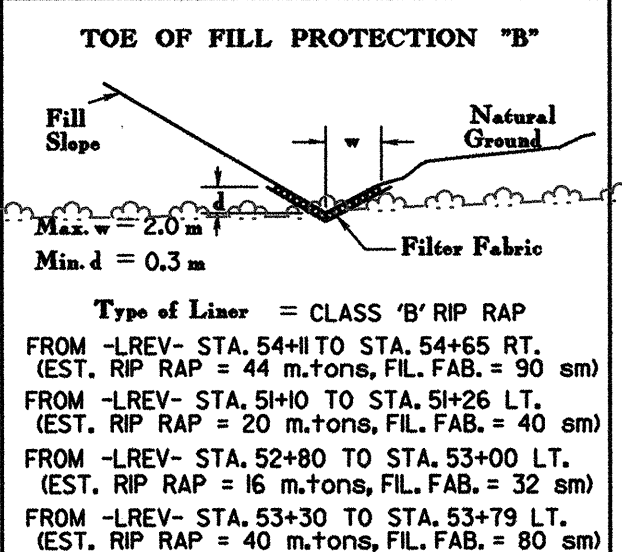 TOE OF FILL PROTECTION "B"
Fill
Slope
Natural
Ground
w
d
Max. w = 2.0 m
Min. d = 0.3 m
Filter Fabric
Type of Liner = CLASS 'B' RIP RAP
FROM -LREV- STA. 54+11 TO STA. 54+65 RT.
(EST. RIP RAP = 44 m.tons, FIL. FAB. = 90 sm)
FROM -LREV- STA. 51+10 TO STA. 51+26 LT.
(EST. RIP RAP = 20 m.tons, FIL. FAB. = 40 sm)
FROM -LREV- STA. 52+80 TO STA. 53+00 LT.
(EST. RIP RAP = 16 m.tons, FIL. FAB. = 32 sm)
FROM -LREV- STA. 53+30 TO STA. 53+79 LT.
(EST. RIP RAP = 40 m.tons, FIL. FAB. = 80 sm)